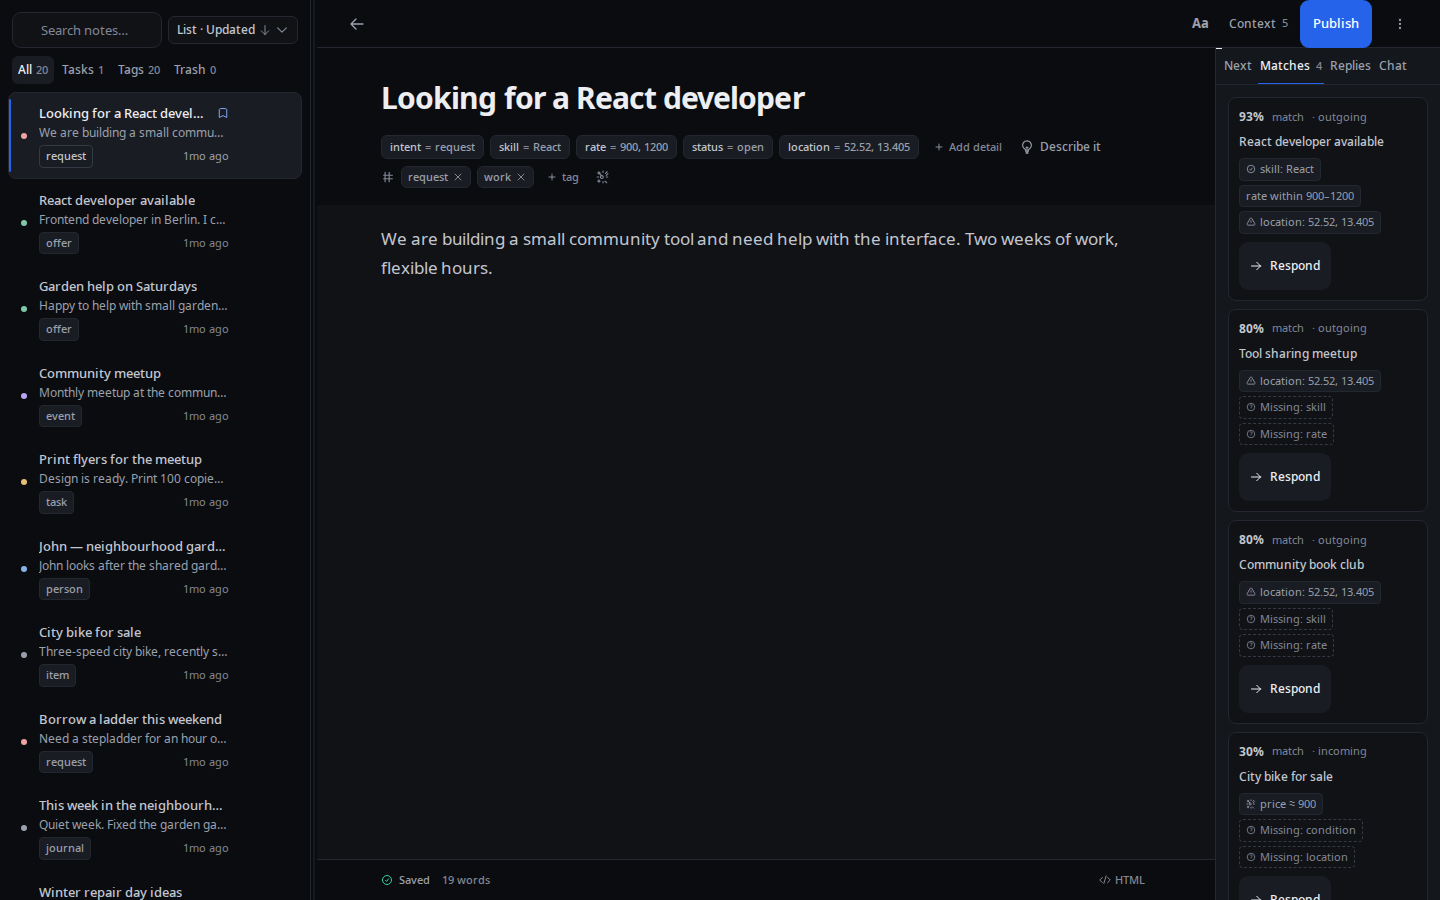 Search notes...
List · Updated
All 20
Tasks 1
Tags 20
Trash 0
Looking for a React devel...
We are building a small commu...
request
1mo ago
React developer available
Frontend developer in Berlin. I c...
offer
1mo ago
Garden help on Saturdays
Happy to help with small garden...
offer
1mo ago
Community meetup
Monthly meetup at the commun...
event
1mo ago
Print flyers for the meetup
Design is ready. Print 100 copie...
task
1mo ago
John — neighbourhood gard...
John looks after the shared gard...
person
1mo ago
City bike for sale
Three-speed city bike, recently s...
item
1mo ago
Borrow a ladder this weekend
Need a stepladder for an hour o...
request
1mo ago
This week in the neighbourh...
Quiet week. Fixed the garden ga...
journal
1mo ago
Winter repair day ideas
Aa
Context 5
Publish
Looking for a React developer
intent = request
skill = React
rate = 900, 1200
status = open
location = 52.52, 13.405
+ Add detail
Describe it
# request ×
work ×
+ tag
We are building a small community tool and need help with the interface. Two weeks of work,
flexible hours.
Saved
19 words
</> HTML
Next
Matches 4
Replies
Chat
93% match · outgoing
React developer available
skill: React
rate within 900–1200
location: 52.52, 13.405
Respond
80% match · outgoing
Tool sharing meetup
location: 52.52, 13.405
Missing: skill
Missing: rate
Respond
80% match · outgoing
Community book club
location: 52.52, 13.405
Missing: skill
Missing: rate
Respond
30% match · incoming
City bike for sale
price ≈ 900
Missing: condition
Missing: location
Respond